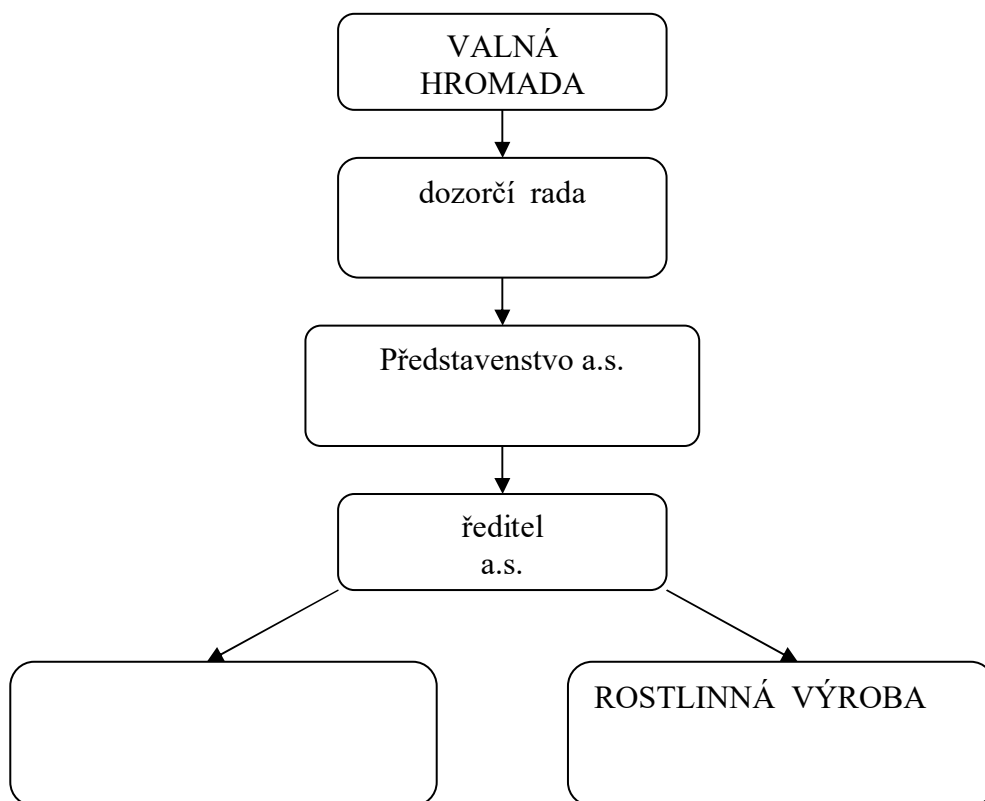 VALNÁ
HROMADA
dozorčí rada
Představenstvo a.s.
ředitel
a.s.
ROSTLINNÁ VÝROBA